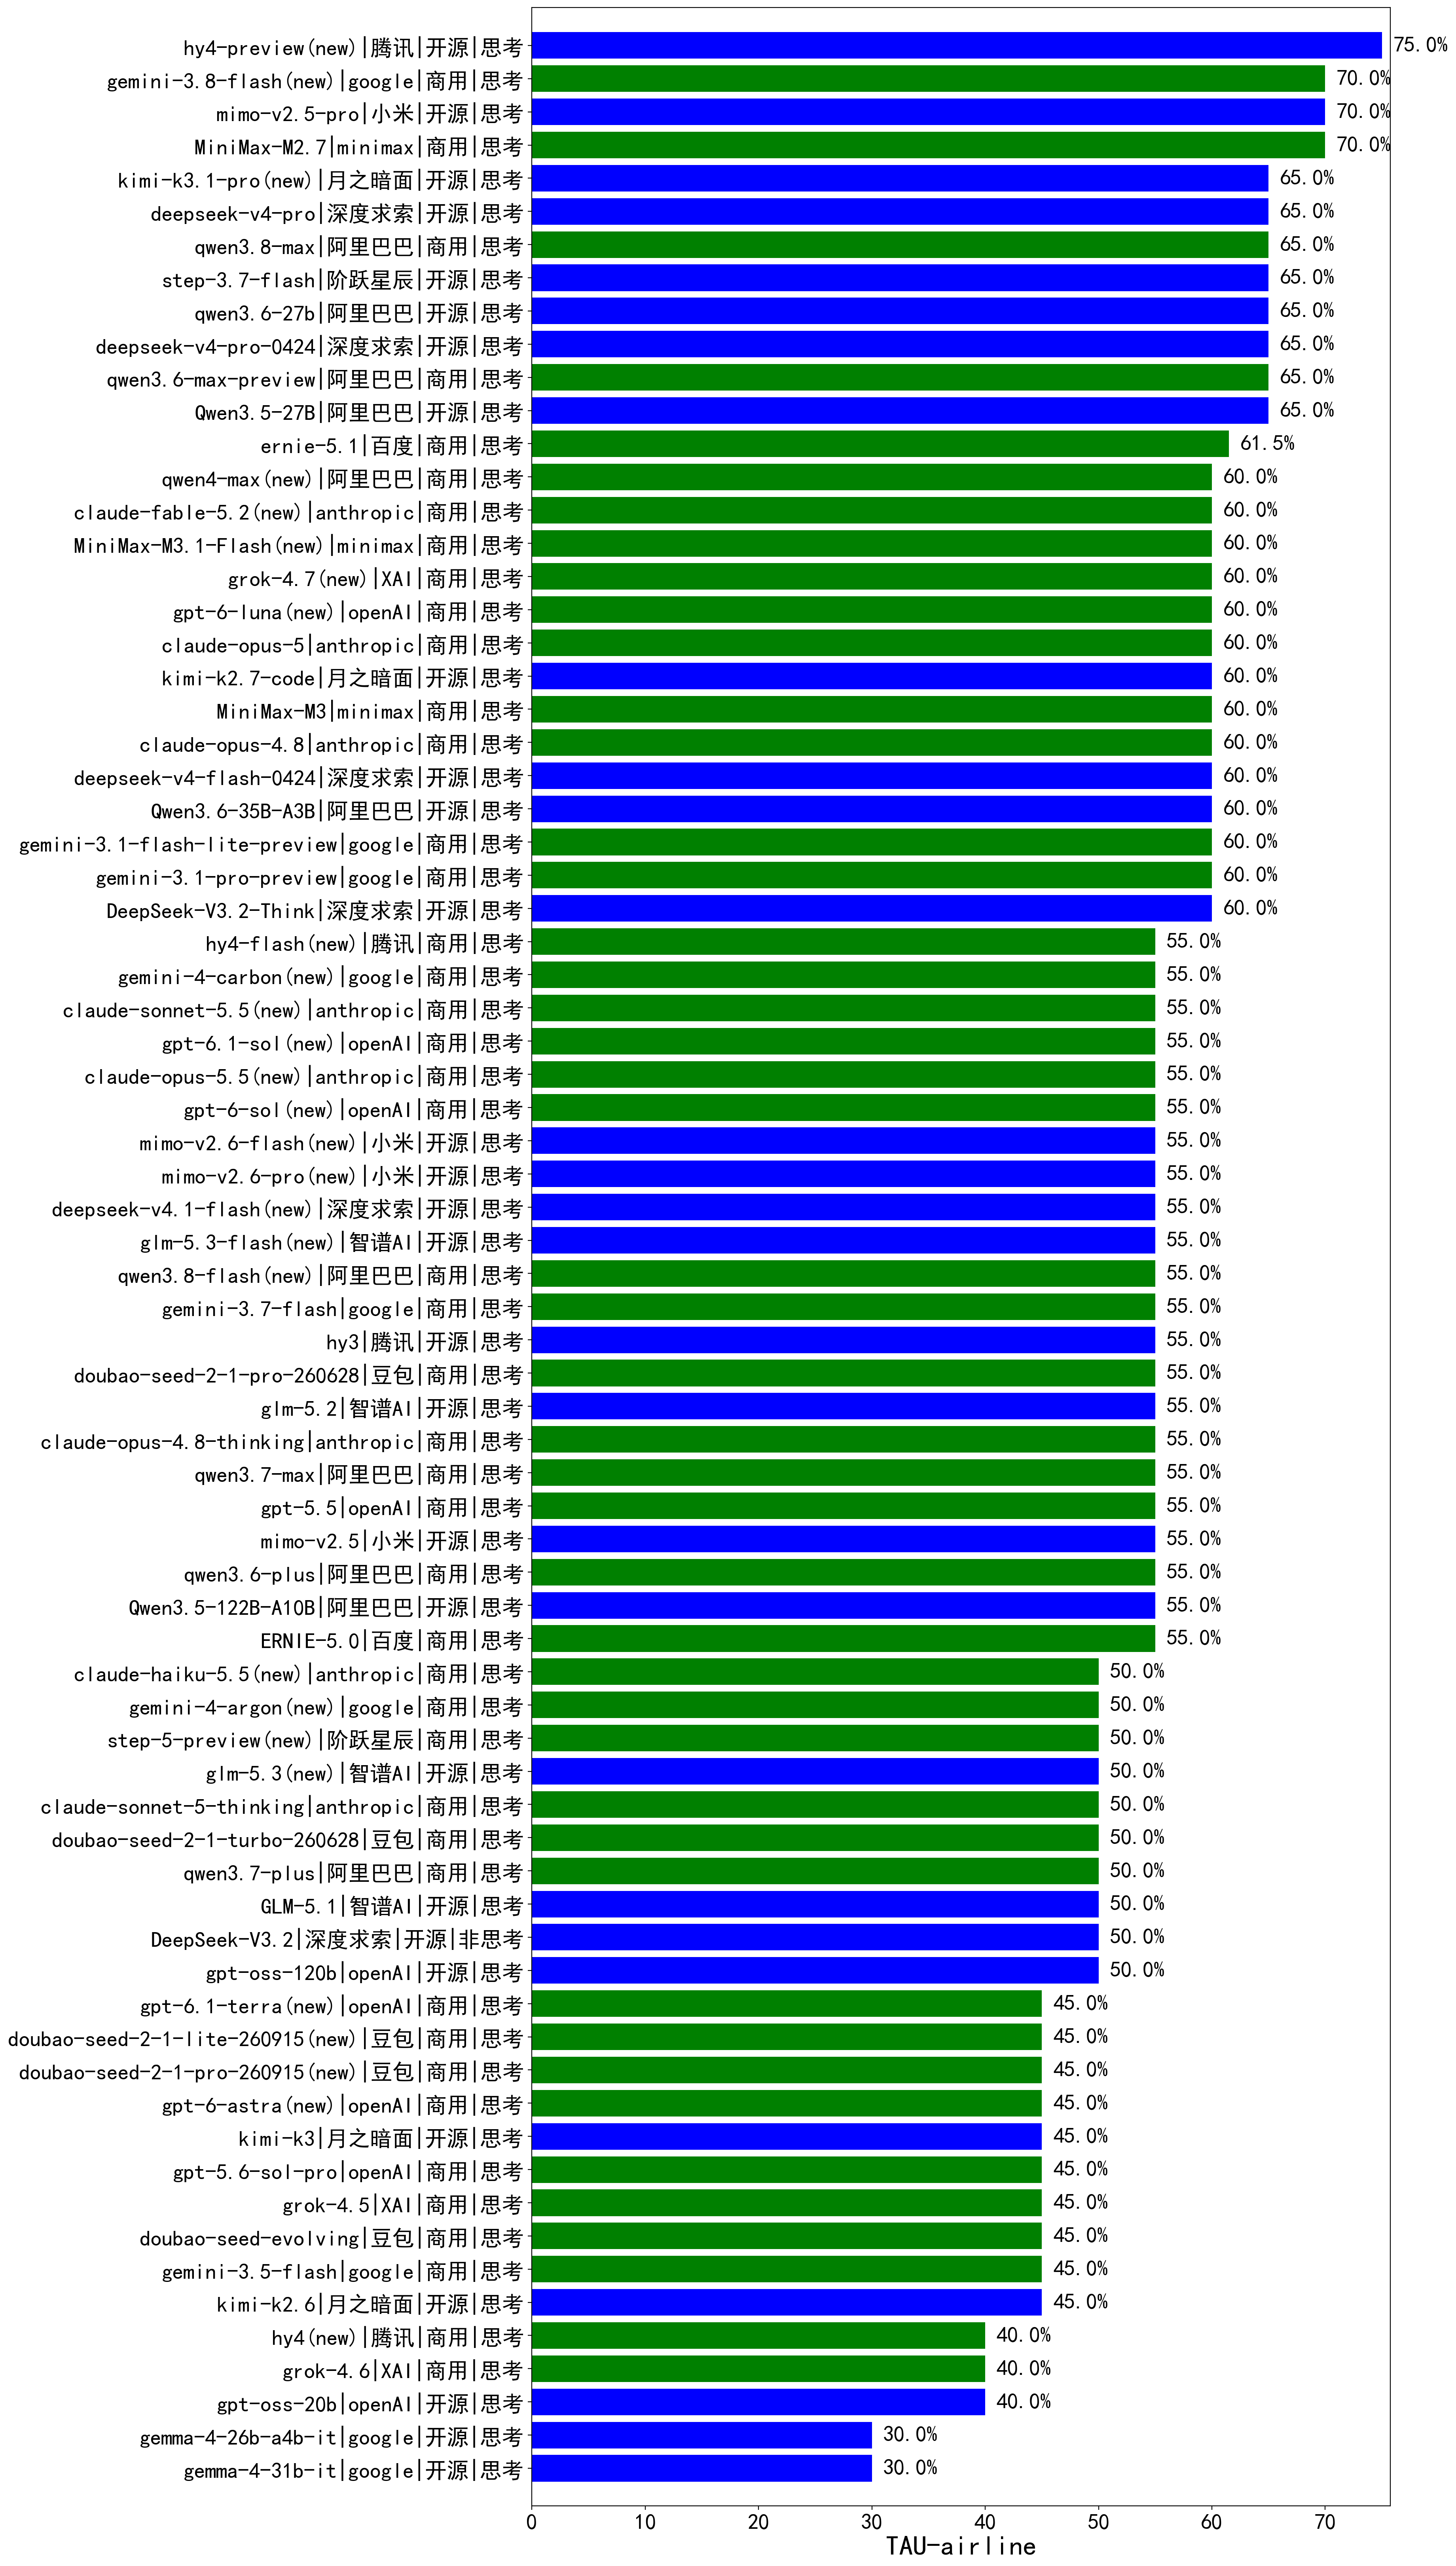 hy4-preview(new)|腾讯|开源|思考 75.0%
gemini-3.8-flash(new)|google|商用|思考 70.0%
mimo-v2.5-pro|小米|开源|思考 70.0%
MiniMax-M2.7|minimax|商用|思考 70.0%
kimi-k3.1-pro(new)|月之暗面|开源|思考 65.0%
deepseek-v4-pro|深度求索|开源|思考 65.0%
qwen3.8-max|阿里巴巴|商用|思考 65.0%
step-3.7-flash|阶跃星辰|开源|思考 65.0%
qwen3.6-27b|阿里巴巴|开源|思考 65.0%
deepseek-v4-pro-0424|深度求索|开源|思考 65.0%
qwen3.6-max-preview|阿里巴巴|商用|思考 65.0%
Qwen3.5-27B|阿里巴巴|开源|思考 65.0%
ernie-5.1|百度|商用|思考 61.5%
qwen4-max(new)|阿里巴巴|商用|思考 60.0%
claude-fable-5.2(new)|anthropic|商用|思考 60.0%
MiniMax-M3.1-Flash(new)|minimax|商用|思考 60.0%
grok-4.7(new)|XAI|商用|思考 60.0%
gpt-6-luna(new)|openAI|商用|思考 60.0%
claude-opus-5|anthropic|商用|思考 60.0%
kimi-k2.7-code|月之暗面|开源|思考 60.0%
MiniMax-M3|minimax|商用|思考 60.0%
claude-opus-4.8|anthropic|商用|思考 60.0%
deepseek-v4-flash-0424|深度求索|开源|思考 60.0%
Qwen3.6-35B-A3B|阿里巴巴|开源|思考 60.0%
gemini-3.1-flash-lite-preview|google|商用|思考 60.0%
gemini-3.1-pro-preview|google|商用|思考 60.0%
DeepSeek-V3.2-Think|深度求索|开源|思考 60.0%
hy4-flash(new)|腾讯|商用|思考 55.0%
gemini-4-carbon(new)|google|商用|思考 55.0%
claude-sonnet-5.5(new)|anthropic|商用|思考 55.0%
gpt-6.1-sol(new)|openAI|商用|思考 55.0%
claude-opus-5.5(new)|anthropic|商用|思考 55.0%
gpt-6-sol(new)|openAI|商用|思考 55.0%
mimo-v2.6-flash(new)|小米|开源|思考 55.0%
mimo-v2.6-pro(new)|小米|开源|思考 55.0%
deepseek-v4.1-flash(new)|深度求索|开源|思考 55.0%
glm-5.3-flash(new)|智谱AI|开源|思考 55.0%
qwen3.8-flash(new)|阿里巴巴|商用|思考 55.0%
gemini-3.7-flash|google|商用|思考 55.0%
hy3|腾讯|开源|思考 55.0%
doubao-seed-2-1-pro-260628|豆包|商用|思考 55.0%
glm-5.2|智谱AI|开源|思考 55.0%
claude-opus-4.8-thinking|anthropic|商用|思考 55.0%
qwen3.7-max|阿里巴巴|商用|思考 55.0%
gpt-5.5|openAI|商用|思考 55.0%
mimo-v2.5|小米|开源|思考 55.0%
qwen3.6-plus|阿里巴巴|商用|思考 55.0%
Qwen3.5-122B-A10B|阿里巴巴|开源|思考 55.0%
ERNIE-5.0|百度|商用|思考 55.0%
claude-haiku-5.5(new)|anthropic|商用|思考 50.0%
gemini-4-argon(new)|google|商用|思考 50.0%
step-5-preview(new)|阶跃星辰|商用|思考 50.0%
glm-5.3(new)|智谱AI|开源|思考 50.0%
claude-sonnet-5-thinking|anthropic|商用|思考 50.0%
doubao-seed-2-1-turbo-260628|豆包|商用|思考 50.0%
qwen3.7-plus|阿里巴巴|商用|思考 50.0%
GLM-5.1|智谱AI|开源|思考 50.0%
DeepSeek-V3.2|深度求索|开源|非思考 50.0%
gpt-oss-120b|openAI|开源|思考 50.0%
gpt-6.1-terra(new)|openAI|商用|思考 45.0%
doubao-seed-2-1-lite-260915(new)|豆包|商用|思考 45.0%
doubao-seed-2-1-pro-260915(new)|豆包|商用|思考 45.0%
gpt-6-astra(new)|openAI|商用|思考 45.0%
kimi-k3|月之暗面|开源|思考 45.0%
gpt-5.6-sol-pro|openAI|商用|思考 45.0%
grok-4.5|XAI|商用|思考 45.0%
doubao-seed-evolving|豆包|商用|思考 45.0%
gemini-3.5-flash|google|商用|思考 45.0%
kimi-k2.6|月之暗面|开源|思考 45.0%
hy4(new)|腾讯|商用|思考 40.0%
grok-4.6|XAI|商用|思考 40.0%
gpt-oss-20b|openAI|开源|思考 40.0%
gemma-4-26b-a4b-it|google|开源|思考 30.0%
gemma-4-31b-it|google|开源|思考 30.0%
0 10 20 30 40 50 60 70
TAU-airline